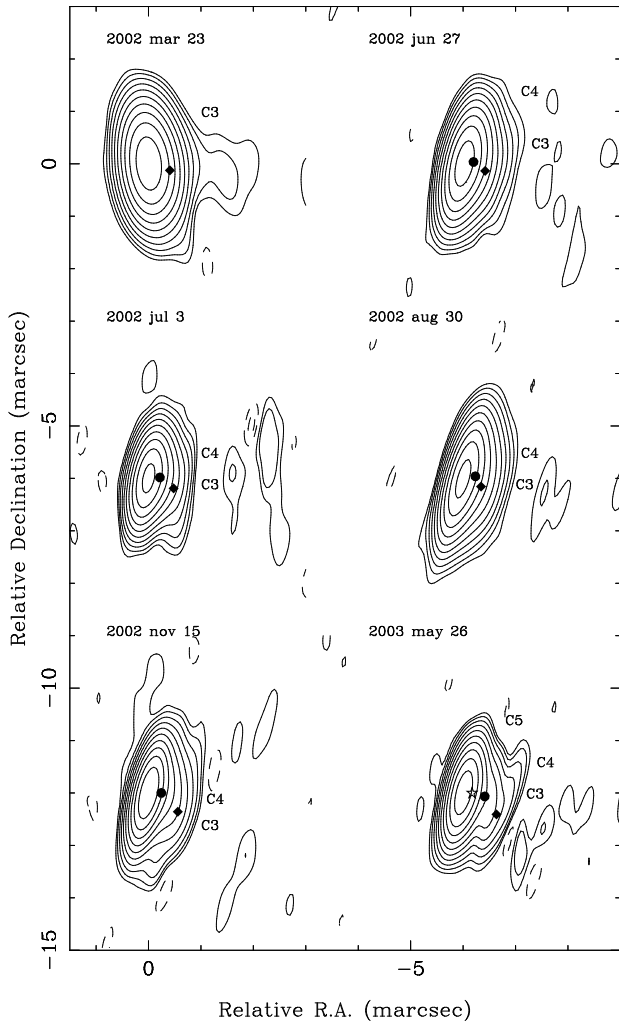 2002 mar 23
2002 jun 27
C3
C4
C3
0
2002 jul 3
2002 aug 30
C4
C3
C4
C3
−5
Relative Declination (marcsec)
2002 nov 15
2003 may 26
−10
C4
C3
C5
C4
C3
−15
0
−5
Relative R.A. (marcsec)